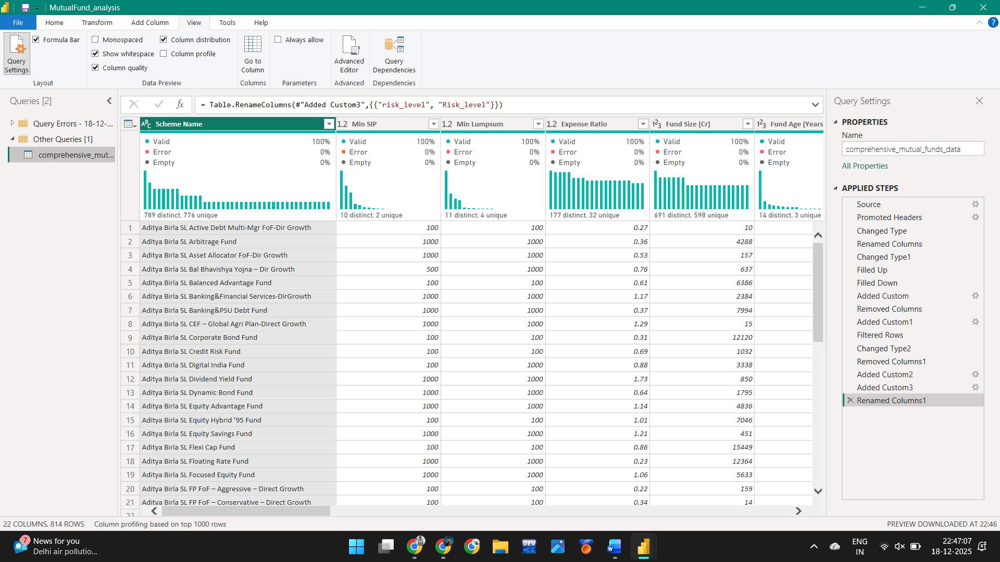 MutualFund_analysis
File Home Transform Add Column View Tools Help
Formula Bar Monospaced Column distribution Always allow
Show whitespace Column profile
Column quality
Query Settings
Go to Column
Advanced Editor
Query Dependencies
Layout Data Preview Columns Parameters Advanced Dependencies
Queries [2]
Query Errors - 18-12-...
Other Queries [1]
comprehensive_mut...
fx = Table.RenameColumns(#"Added Custom3",{{"risk_level", "Risk_level"}})
ABC Scheme Name 1.2 Min SIP 1.2 Min Lumpsum 1.2 Expense Ratio 123 Fund Size (Cr) 123 Fund Age (Years
Valid 100% Valid 100% Valid 100% Valid 100% Valid 100% Valid
Error 0% Error 0% Error 0% Error 0% Error 0% Error
Empty 0% Empty 0% Empty 0% Empty 0% Empty 0% Empty
789 distinct, 776 unique 10 distinct, 2 unique 11 distinct, 4 unique 177 distinct, 32 unique 691 distinct, 598 unique 14 distinct, 3 unique
1 Aditya Birla SL Active Debt Multi-Mgr FoF-Dir Growth 100 100 0.27 10
2 Aditya Birla SL Arbitrage Fund 1000 1000 0.36 4288
3 Aditya Birla SL Asset Allocator FoF-Dir Growth 1000 1000 0.53 157
4 Aditya Birla SL Bal Bhavishya Yojna – Dir Growth 500 1000 0.76 637
5 Aditya Birla SL Balanced Advantage Fund 100 100 0.61 6386
6 Aditya Birla SL Banking&Financial Services-DirGrowth 1000 1000 1.17 2384
7 Aditya Birla SL Banking&PSU Debt Fund 1000 1000 0.37 7994
8 Aditya Birla SL CEF – Global Agri Plan-Direct Growth 1000 1000 1.29 15
9 Aditya Birla SL Corporate Bond Fund 100 100 0.31 12120
10 Aditya Birla SL Credit Risk Fund 100 100 0.69 1032
11 Aditya Birla SL Digital India Fund 100 1000 0.88 3338
12 Aditya Birla SL Dividend Yield Fund 1000 1000 1.73 850
13 Aditya Birla SL Dynamic Bond Fund 1000 1000 0.64 1795
14 Aditya Birla SL Equity Advantage Fund 1000 1000 1.14 4836
15 Aditya Birla SL Equity Hybrid ’95 Fund 100 100 1.01 7046
16 Aditya Birla SL Equity Savings Fund 1000 1000 1.21 451
17 Aditya Birla SL Flexi Cap Fund 100 100 0.86 15449
18 Aditya Birla SL Floating Rate Fund 1000 1000 0.23 12364
19 Aditya Birla SL Focused Equity Fund 1000 1000 1.06 5633
20 Aditya Birla SL FP FoF – Aggressive – Direct Growth 100 100 0.22 159
21 Aditya Birla SL FP FoF – Conservative – Direct Growth 100 100 0.34 14
22
Query Settings
PROPERTIES
Name
comprehensive_mutual_funds_data
All Properties
APPLIED STEPS
Source
Promoted Headers
Changed Type
Renamed Columns
Changed Type1
Filled Up
Filled Down
Added Custom
Removed Columns
Added Custom1
Filtered Rows
Changed Type2
Removed Columns1
Added Custom2
Added Custom3
Renamed Columns1
22 COLUMNS, 814 ROWS Column profiling based on top 1000 rows PREVIEW DOWNLOADED AT 22:46
7 News for you
Delhi air pollutio...
DEV C++
W
ENG IN
22:47:07
18-12-2025